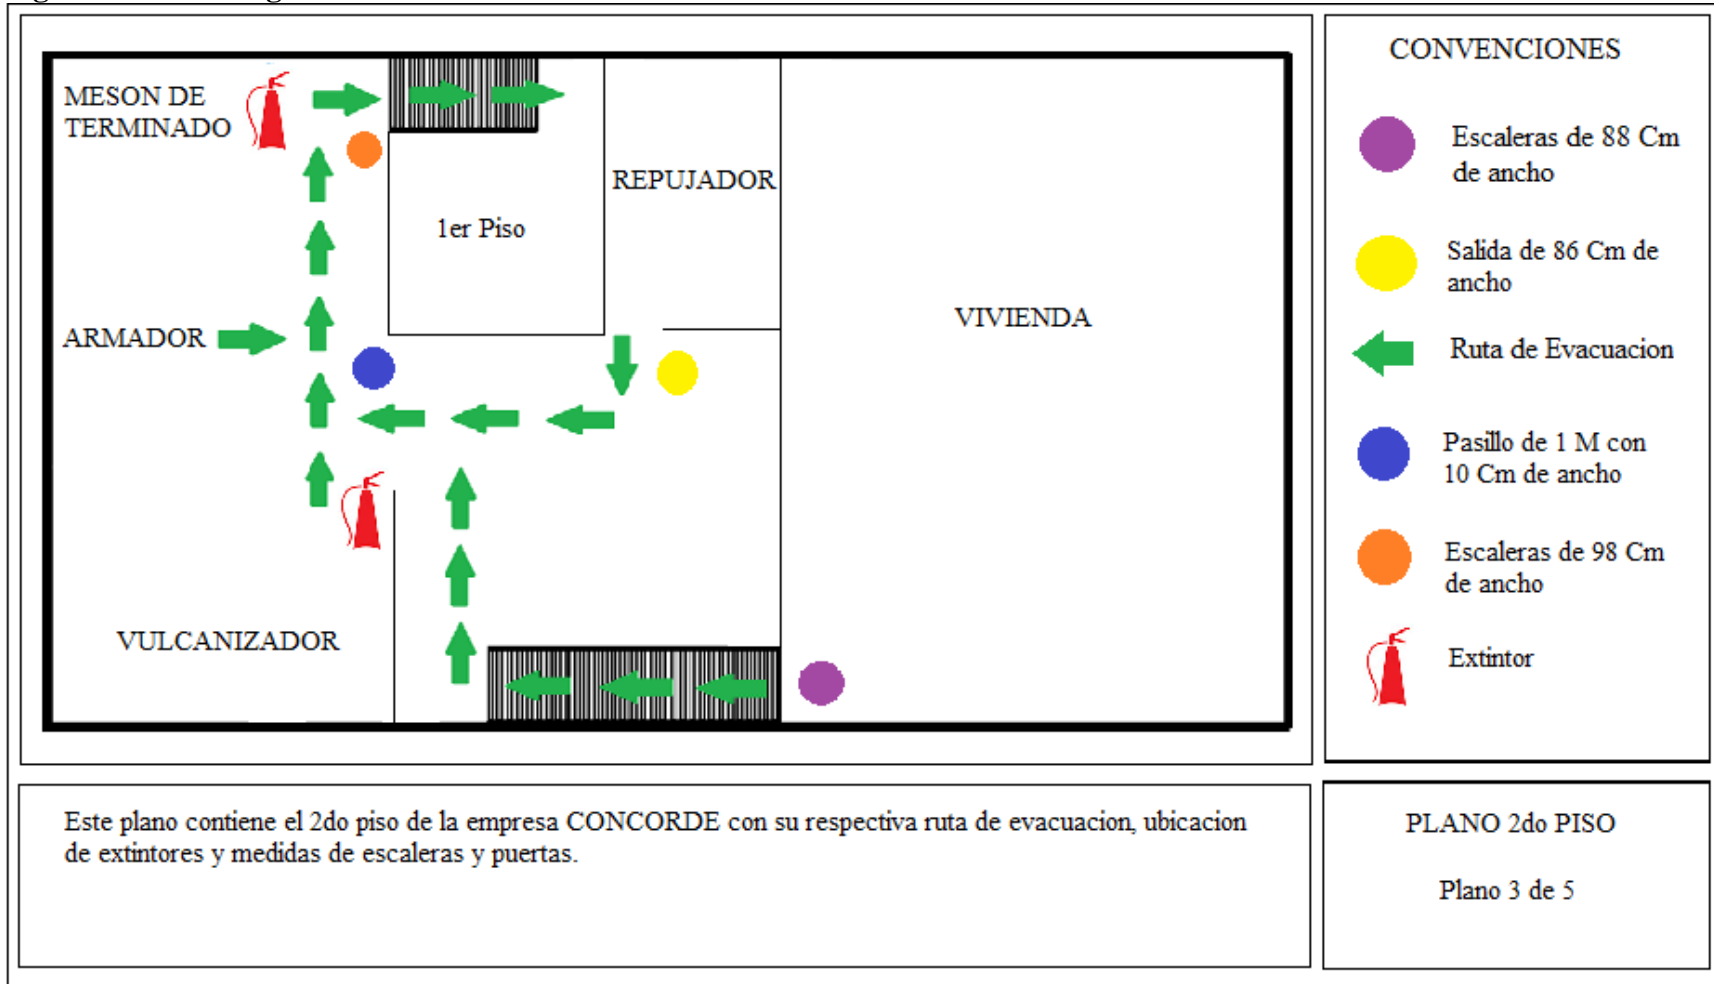 MESON DE
TERMINADO
REPUJADOR
1er Piso
ARMADOR
VIVIENDA
VULCANIZADOR
CONVENCIONES
Escaleras de 88 Cm
de ancho
Salida de 86 Cm de
ancho
Ruta de Evacuacion
Pasillo de 1 M con
10 Cm de ancho
Escaleras de 98 Cm
de ancho
Extintor
Este plano contiene el 2do piso de la empresa CONCORDE con su respectiva ruta de evacuacion, ubicacion
de extintores y medidas de escaleras y puertas.
PLANO 2do PISO
Plano 3 de 5